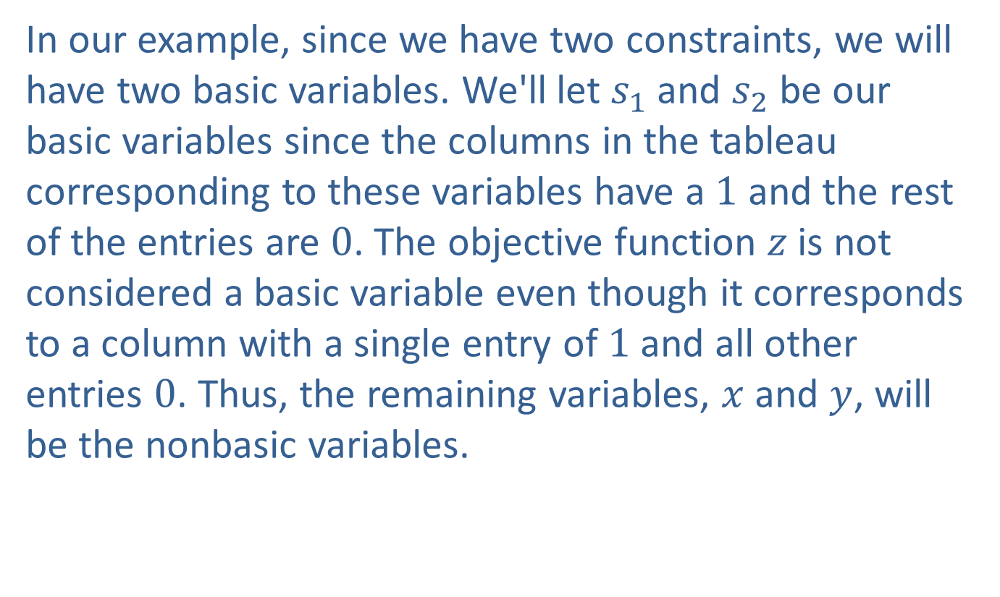 In our example, since we have two constraints, we will
have two basic variables. We'll let s₁ and s₂ be our
basic variables since the columns in the tableau
corresponding to these variables have a 1 and the rest
of the entries are 0. The objective function z is not
considered a basic variable even though it corresponds
to a column with a single entry of 1 and all other
entries 0. Thus, the remaining variables, x and y, will
be the nonbasic variables.